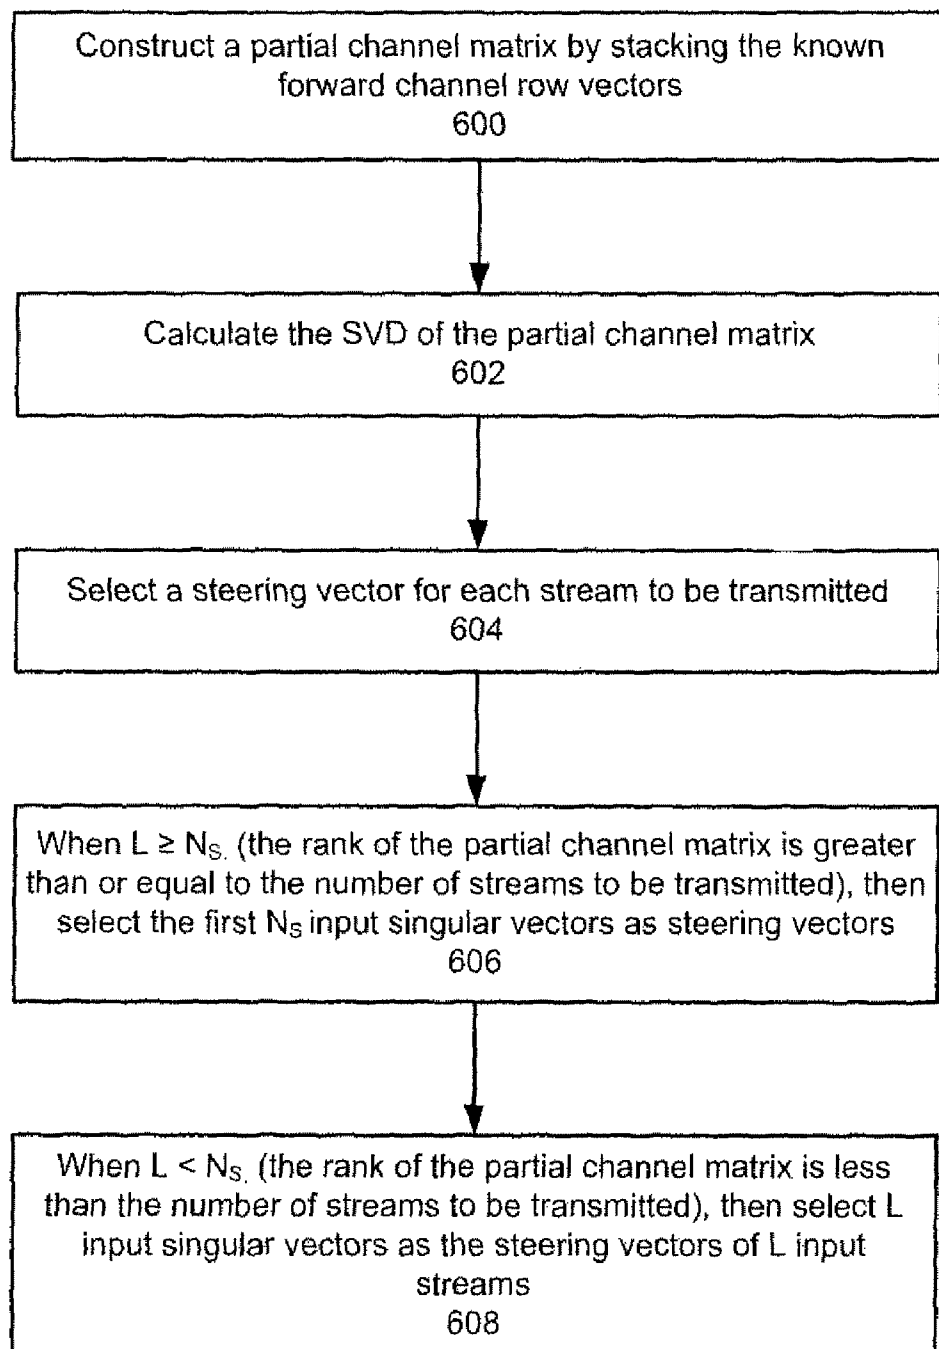 Construct a partial channel matrix by stacking the known
forward channel row vectors
600
Calculate the SVD of the partial channel matrix
602
Select a steering vector for each stream to be transmitted
604
When L ≥ NS. (the rank of the partial channel matrix is greater
than or equal to the number of streams to be transmitted), then
select the first NS input singular vectors as steering vectors
606
When L < NS. (the rank of the partial channel matrix is less
than the number of streams to be transmitted), then select L
input singular vectors as the steering vectors of L input
streams
608